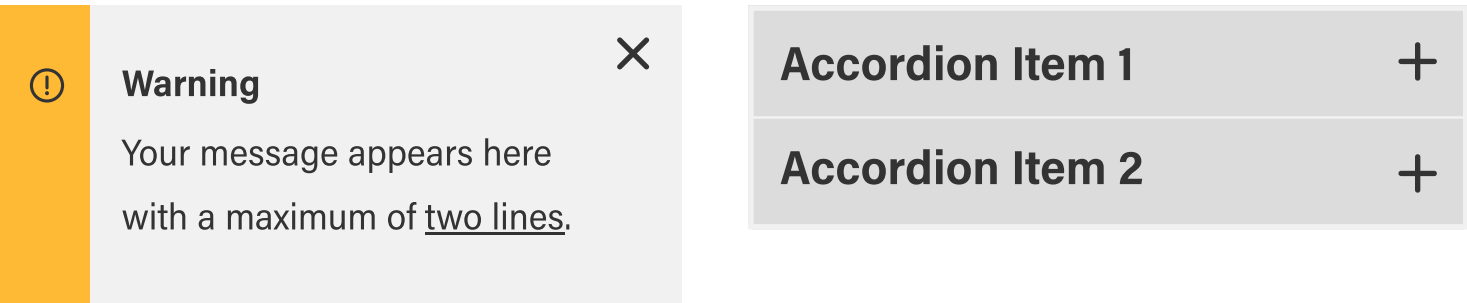 Warning
Your message appears here
with a maximum of two lines.
Accordion Item 1
Accordion Item 2